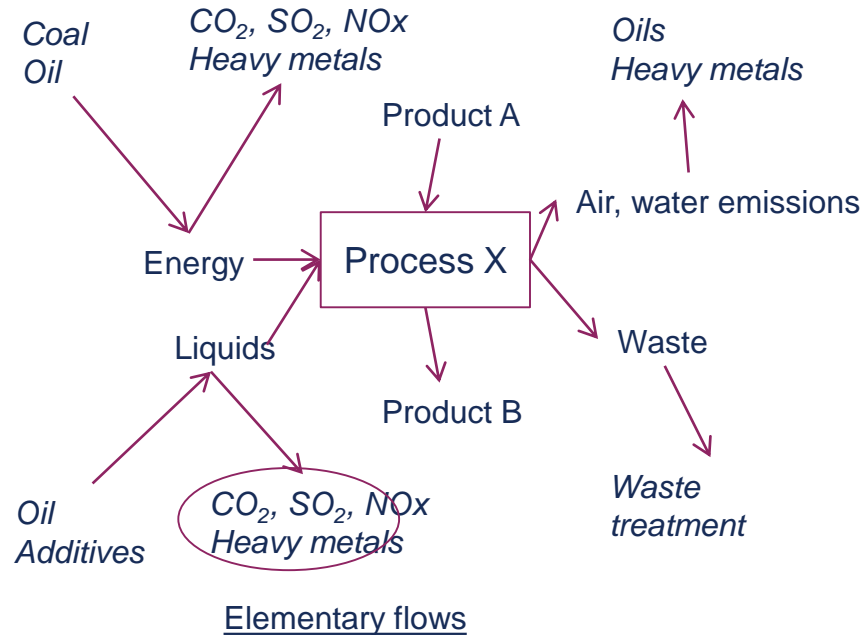 Coal
Oil
CO₂, SO₂, NOx
Heavy metals
Oils
Heavy metals
Product A
Air, water emissions
Energy
Process X
Liquids
Waste
Product B
Oil
Additives
CO₂, SO₂, NOx
Heavy metals
Waste
treatment
Elementary flows